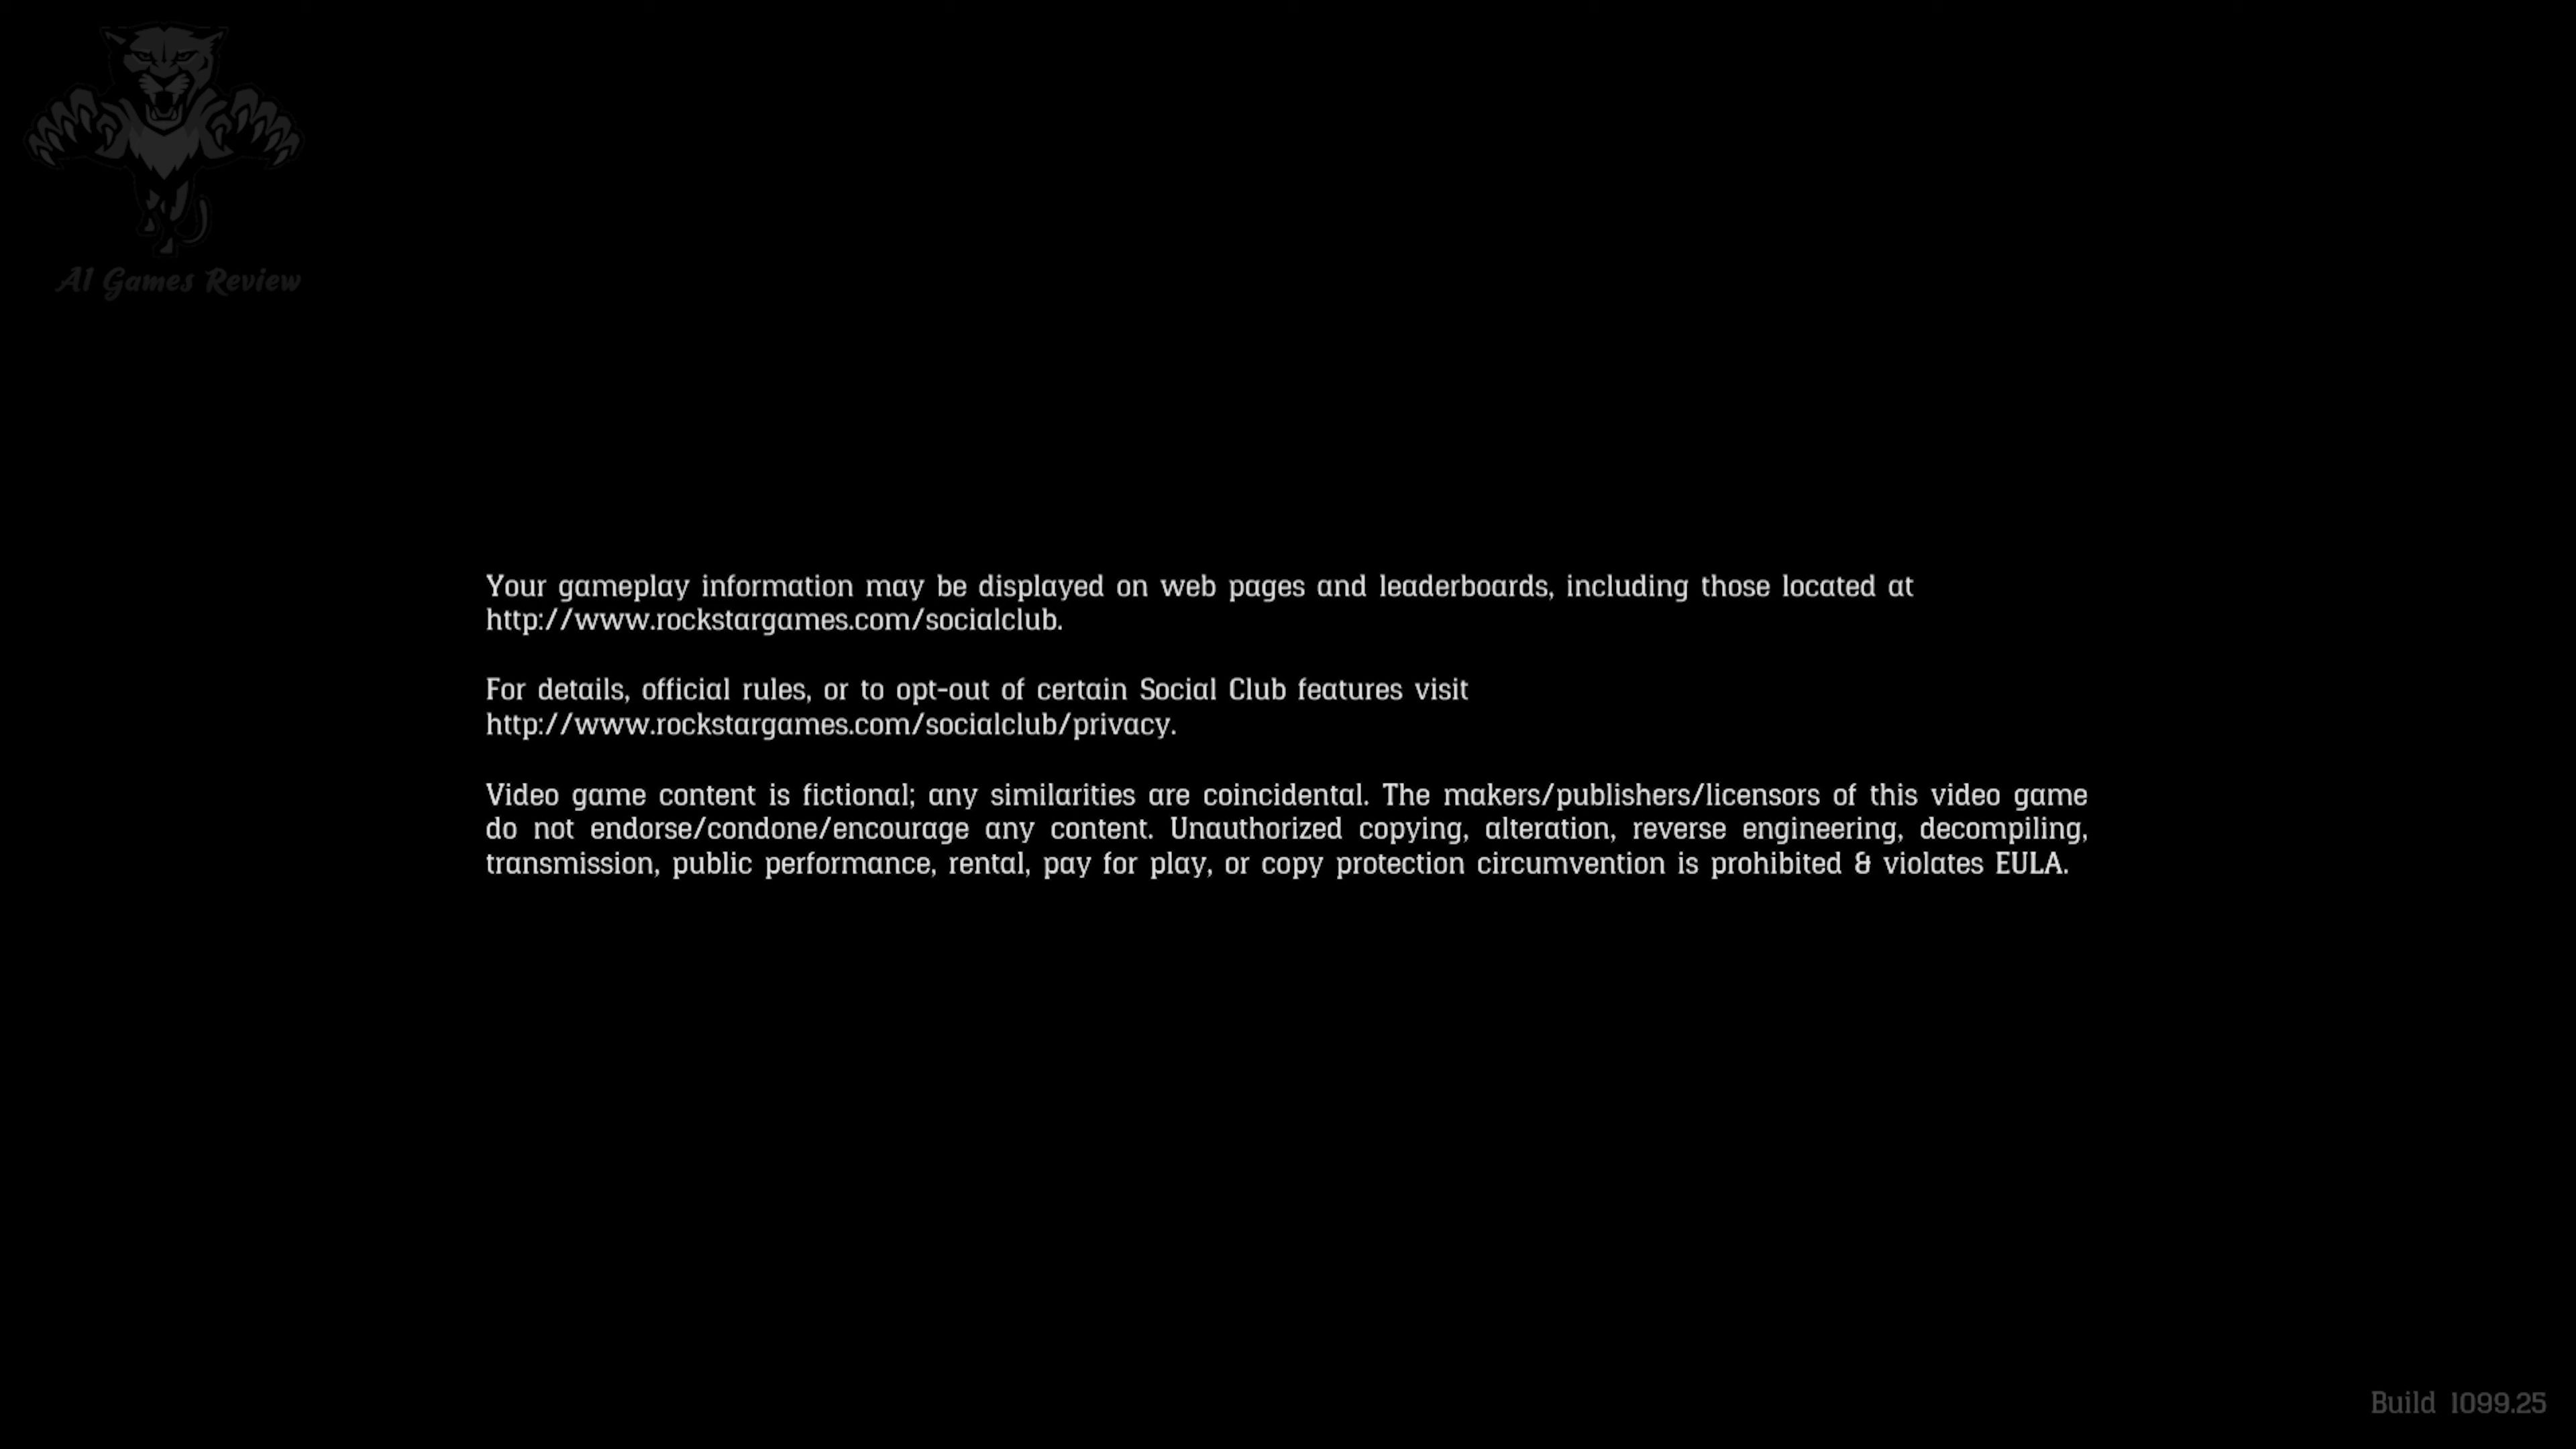 A1 Games Review
Your gameplay information may be displayed on web pages and leaderboards, including those located at
http://www.rockstargames.com/socialclub.
For details, official rules, or to opt-out of certain Social Club features visit
http://www.rockstargames.com/socialclub/privacy.
Video game content is fictional; any similarities are coincidental. The makers/publishers/licensors of this video game
do not endorse/condone/encourage any content. Unauthorized copying, alteration, reverse engineering, decompiling,
transmission, public performance, rental, pay for play, or copy protection circumvention is prohibited & violates EULA.
Build 1099.25